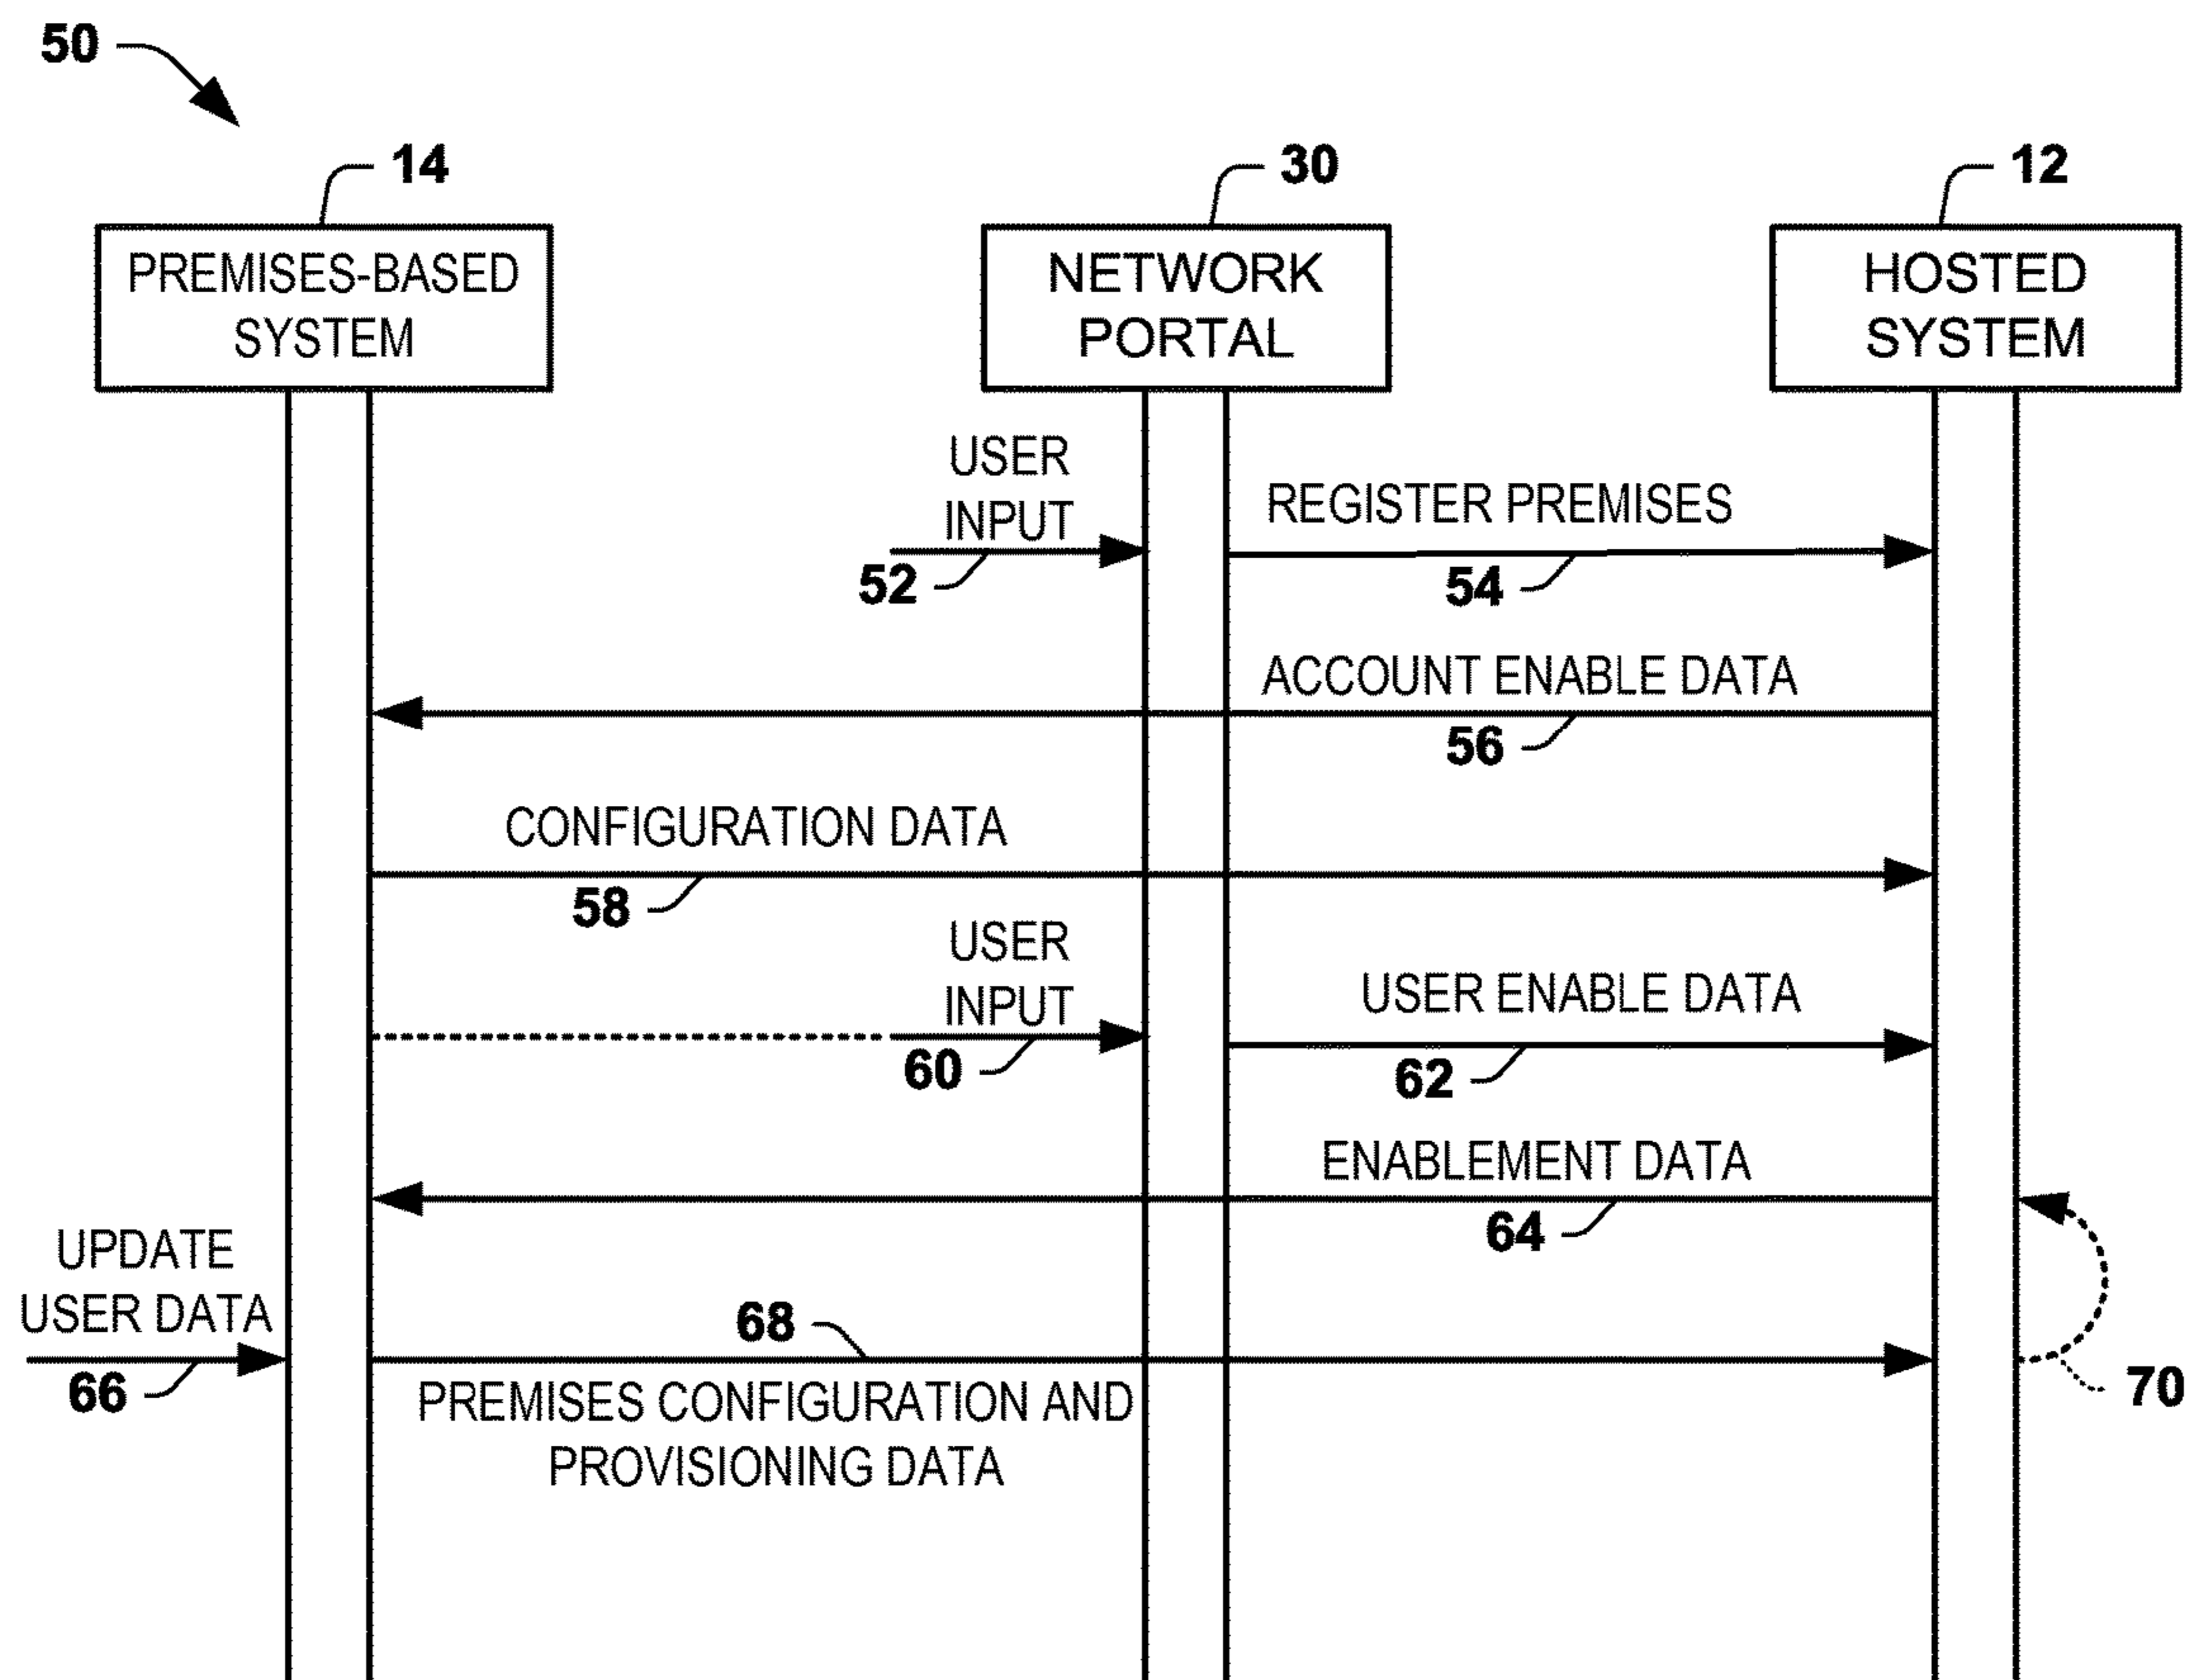 50
14
30
12
PREMISES-BASED
SYSTEM
NETWORK
PORTAL
HOSTED
SYSTEM
USER
INPUT
52
REGISTER PREMISES
54
ACCOUNT ENABLE DATA
56
CONFIGURATION DATA
58
USER
INPUT
60
USER ENABLE DATA
62
ENABLEMENT DATA
64
UPDATE
USER DATA
66
68
PREMISES CONFIGURATION AND
PROVISIONING DATA
70